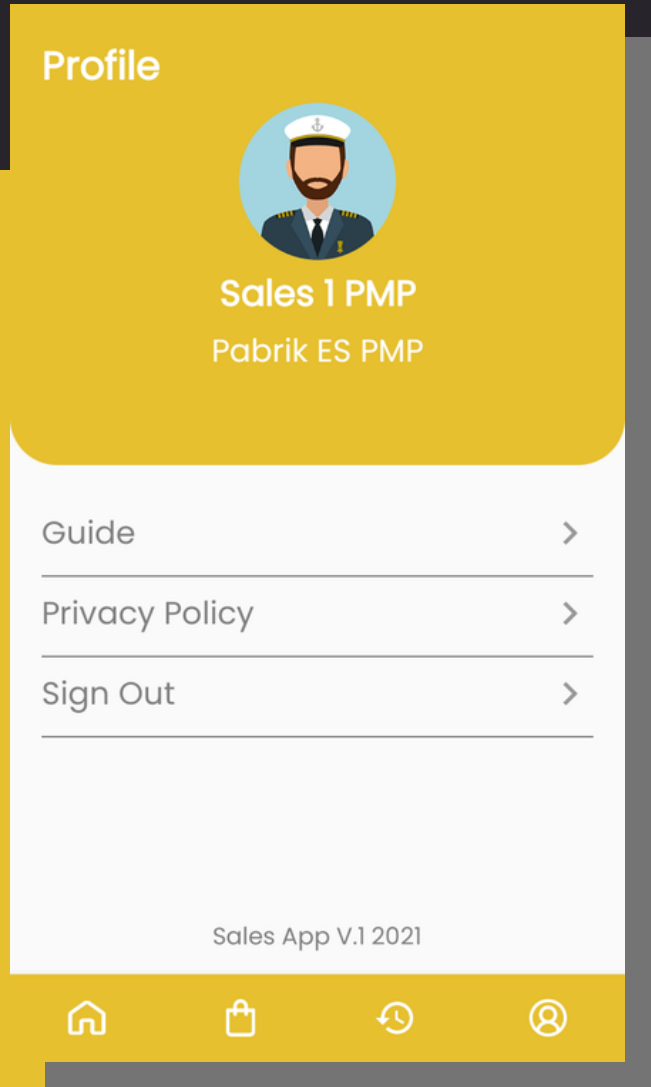 Profile
Sales 1 PMP
Pabrik ES PMP
Guide
Privacy Policy
Sign Out
Sales App V.1 2021